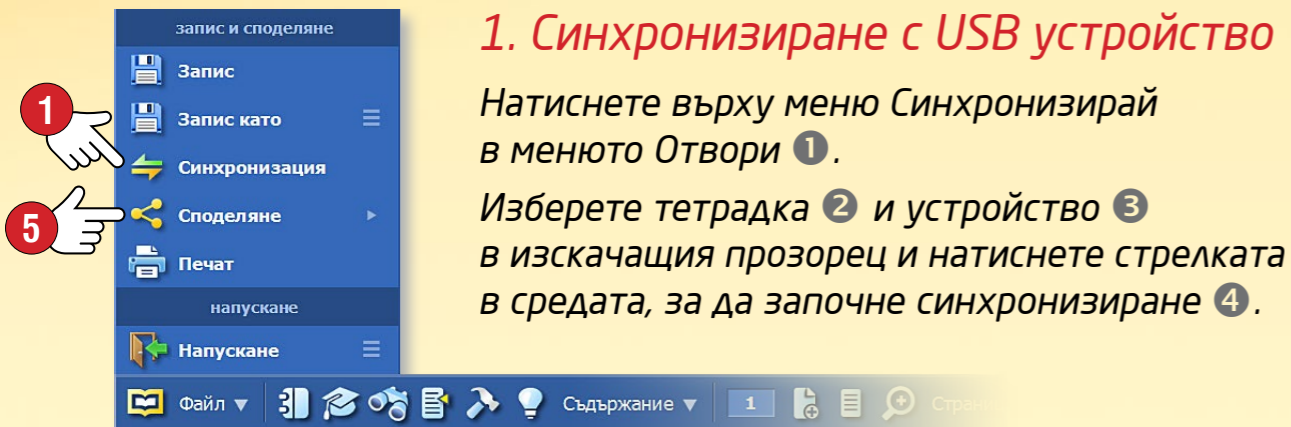 запис и споделяне
Запис
1
Запис като
Синхронизация
5
Споделяне
Печат
напускане
Напускане
Файл
Съдържание
1
1. Синхронизиране с USB устройство
Натиснете върху меню Синхронизирай
в менюто Отвори ❶.
Изберете тетрадка ❷ и устройство ❸
в изскачащия прозорец и натиснете стрелката
в средата, за да започне синхронизиране ❹.